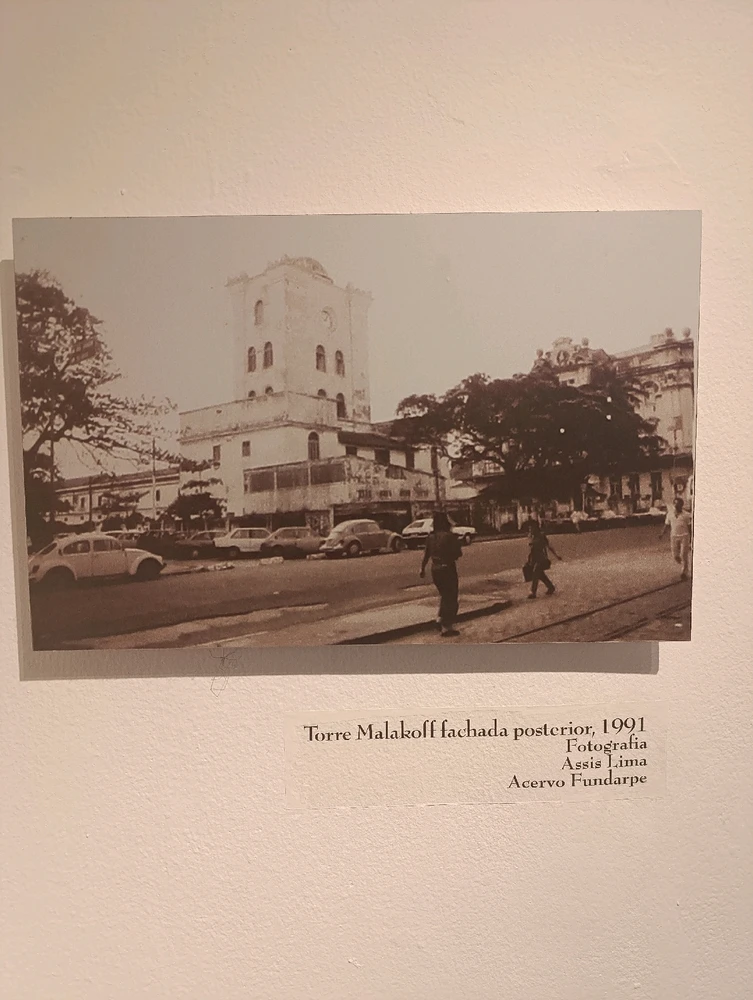 Torre Malakoff fachada posterior, 1991
Fotografia
Assis Lima
Acervo Fundarpe